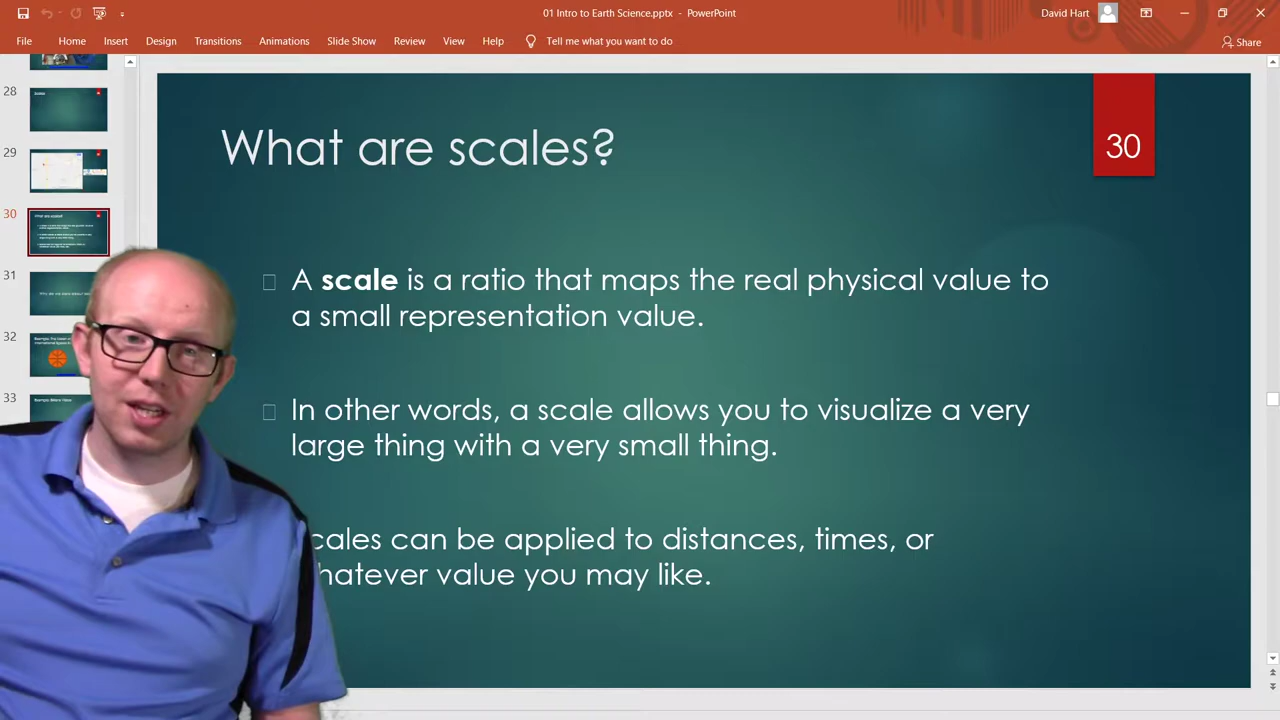 01 Intro to Earth Science.pptx - PowerPoint
David Hart
File Home Insert Design Transitions Animations Slide Show Review View Help Tell me what you want to do
Share
28
29
30
31
32
33
What are scales?
30
A scale is a ratio that maps the real physical value to
a small representation value.
In other words, a scale allows you to visualize a very
large thing with a very small thing.
cales can be applied to distances, times, or
hatever value you may like.